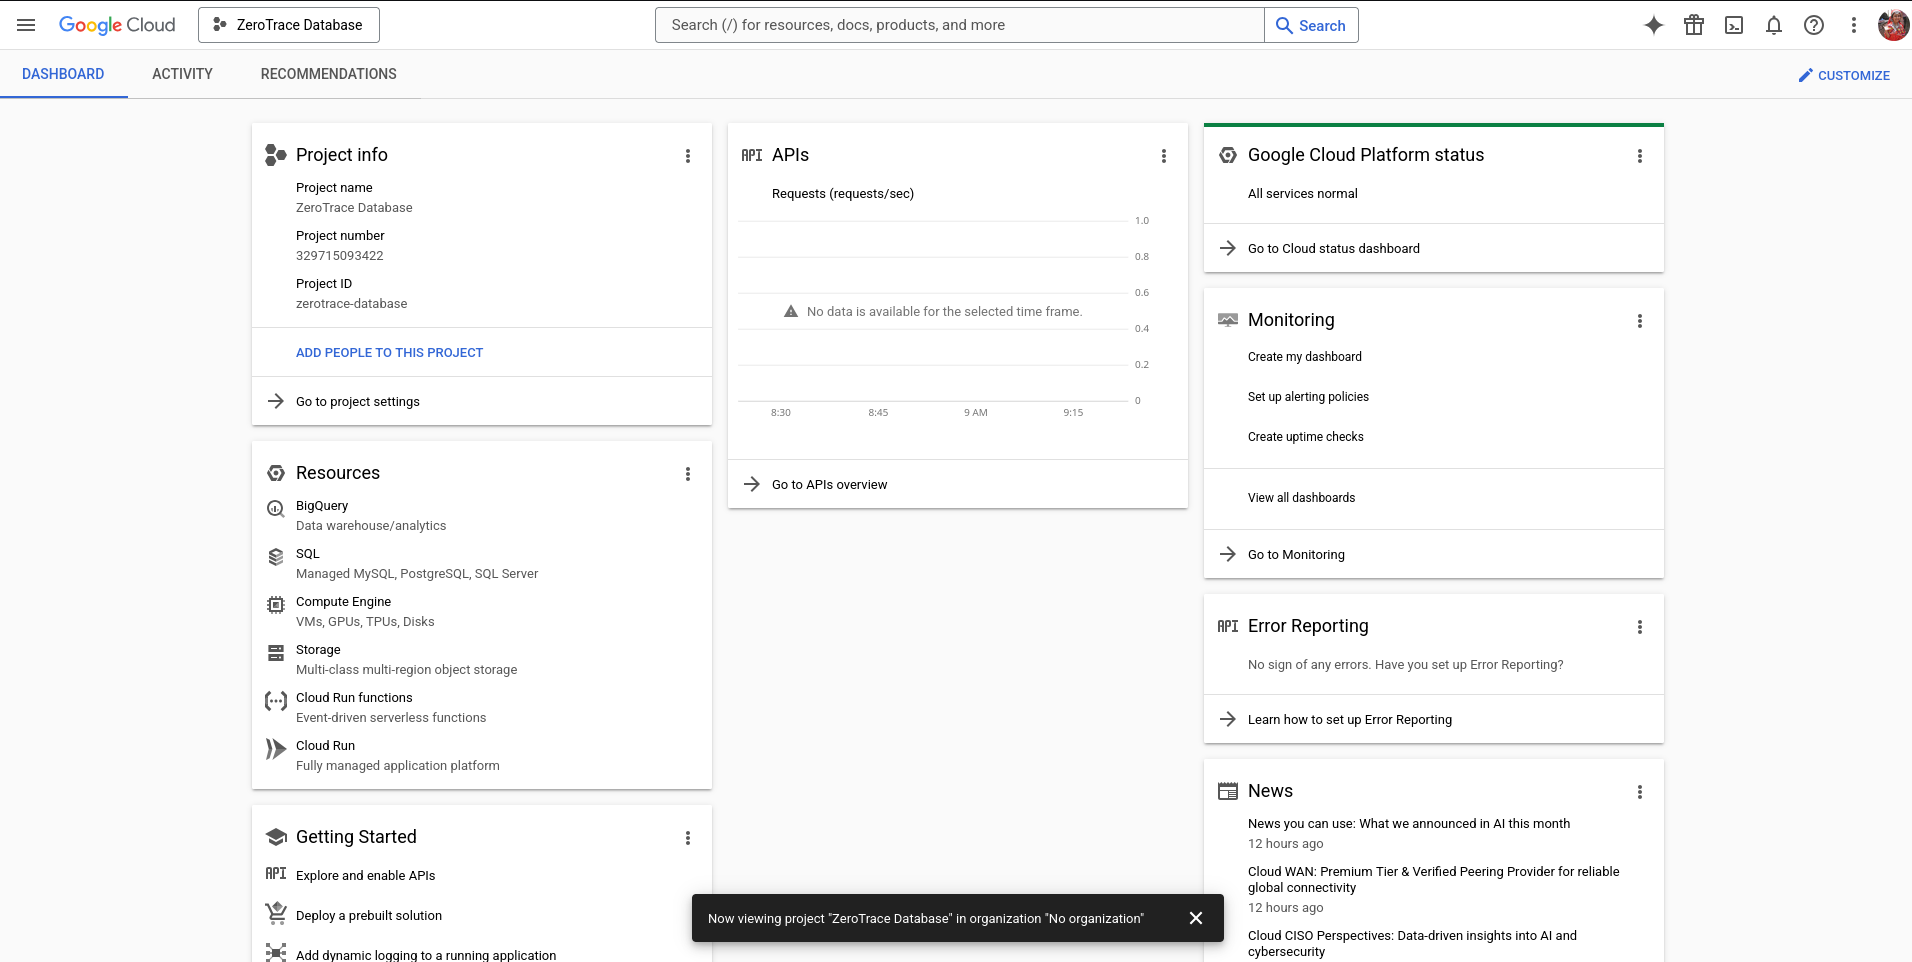 Google Cloud
ZeroTrace Database
Search (/) for resources, docs, products, and more
Search
DASHBOARD
ACTIVITY
RECOMMENDATIONS
CUSTOMIZE
Project info
Project name
ZeroTrace Database
Project number
329715093422
Project ID
zerotrace-database
ADD PEOPLE TO THIS PROJECT
Go to project settings
Resources
BigQuery
Data warehouse/analytics
SQL
Managed MySQL, PostgreSQL, SQL Server
Compute Engine
VMs, GPUs, TPUs, Disks
Storage
Multi-class multi-region object storage
Cloud Run functions
Event-driven serverless functions
Cloud Run
Fully managed application platform
Getting Started
API Explore and enable APIs
Deploy a prebuilt solution
Add dynamic logging to a running application
API APIs
Requests (requests/sec)
1.0
0.8
0.6
No data is available for the selected time frame.
0.4
0.2
0
8:30 8:45 9 AM 9:15
Go to APIs overview
Google Cloud Platform status
All services normal
Go to Cloud status dashboard
Monitoring
Create my dashboard
Set up alerting policies
Create uptime checks
View all dashboards
Go to Monitoring
API Error Reporting
No sign of any errors. Have you set up Error Reporting?
Learn how to set up Error Reporting
News
News you can use: What we announced in AI this month
12 hours ago
Cloud WAN: Premium Tier & Verified Peering Provider for reliable
global connectivity
12 hours ago
Cloud CISO Perspectives: Data-driven insights into AI and
cybersecurity
Now viewing project "ZeroTrace Database" in organization "No organization"